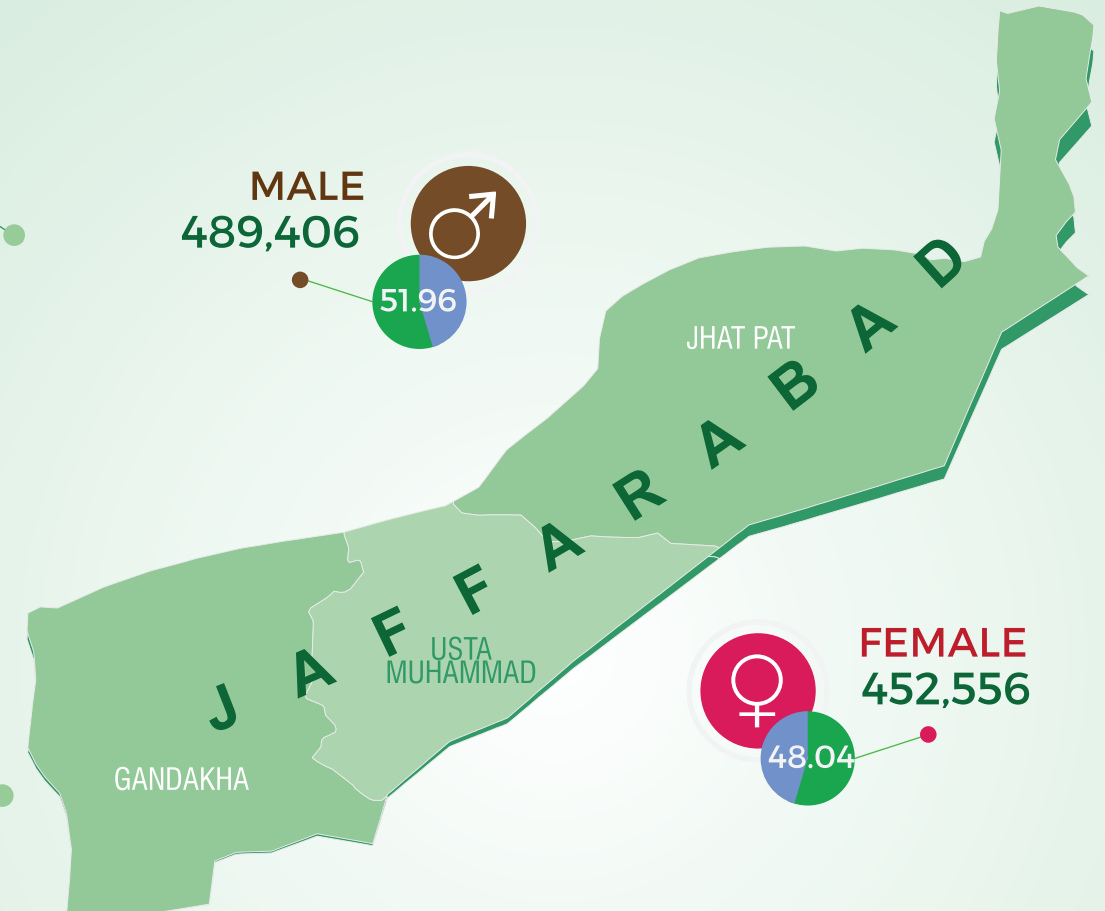 MALE
489,406
51.96
JHAT PAT
JAFFARABAD
USTA
MUHAMMAD
GANDAKHA
FEMALE
452,556
48.04